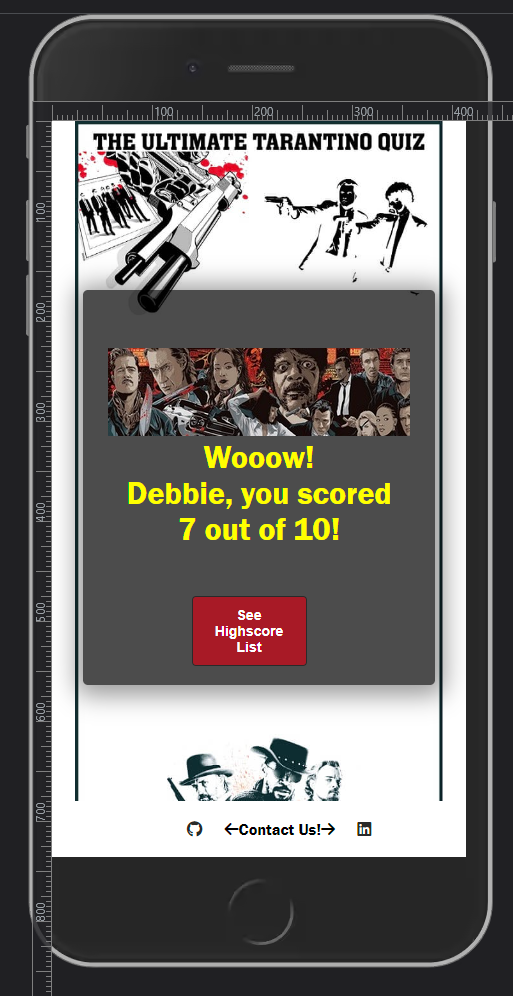 100 200 300 400
100
THE ULTIMATE TARANTINO QUIZ
200
300
Wooow!
Debbie, you scored
400
7 out of 10!
500
See
Highscore
List
600
700
Contact Us!
800